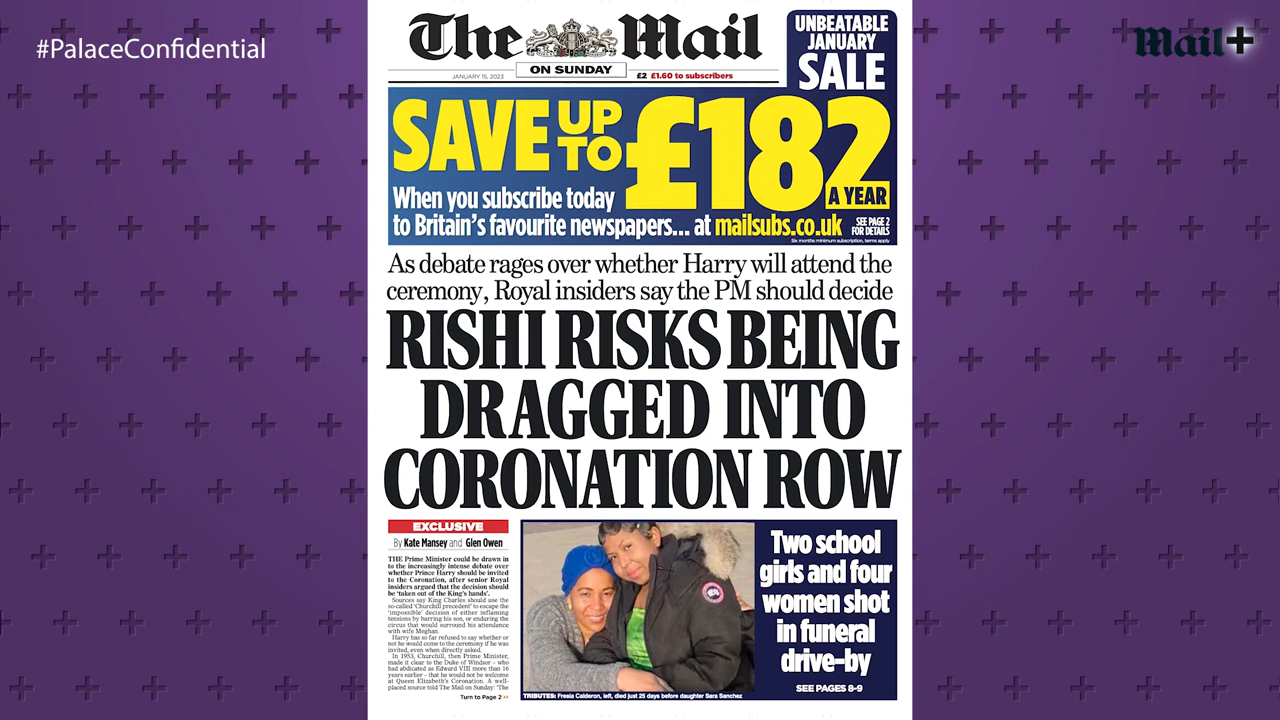 #PalaceConfidential
Mail+
The Mail
ON SUNDAY
JANUARY 15, 2023
£2 £1.60 to subscribers
UNBEATABLE
JANUARY
SALE
SAVE UP TO £182
A YEAR
When you subscribe today
to Britain's favourite newspapers... at mailsubs.co.uk
SEE PAGE 2
FOR DETAILS
Six months minimum subscription, terms apply
As debate rages over whether Harry will attend the
ceremony, Royal insiders say the PM should decide
RISHI RISKS BEING
DRAGGED INTO
CORONATION ROW
EXCLUSIVE
By Kate Mansey and Glen Owen
THE Prime Minister could be drawn in
to the increasingly intense debate over
whether Prince Harry should be invited
to the Coronation, after senior Royal
insiders argued that the decision should
be 'taken out of the King's hands'.
Sources say King Charles should use the
so-called 'Churchill precedent' to escape the
'impossible' decision of either inflaming
tensions by barring his son, or enduring the
circus that would surround his attendance
with wife Meghan.
Harry has so far refused to say whether or
not he would come to the ceremony if he was
invited, even when directly asked.
In 1953, Churchill, then Prime Minister,
made it clear to the Duke of Windsor – who
had abdicated as Edward VIII more than 16
years earlier – that he would not be welcome
at Queen Elizabeth's Coronation. A well-
placed source told The Mail on Sunday: 'The
Turn to Page 2 >>
TRIBUTES: Fresia Calderon, left, died just 25 days before daughter Sara Sanchez
Two school
girls and four
women shot
in funeral
drive-by
SEE PAGES 8-9